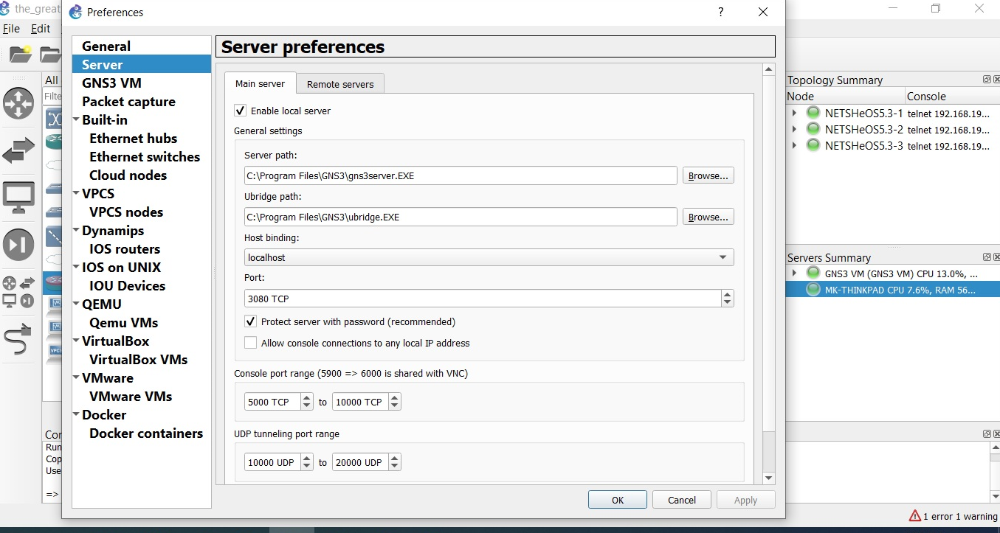 the_great
Preferences
?
File Edit
General
Server
GNS3 VM
Packet capture
Built-in
Ethernet hubs
Ethernet switches
Cloud nodes
VPCS
VPCS nodes
Dynamips
IOS routers
IOS on UNIX
IOU Devices
QEMU
Qemu VMs
VirtualBox
VirtualBox VMs
VMware
VMware VMs
Docker
Docker containers
Server preferences
Main server
Remote servers
Enable local server
General settings
Server path:
C:\Program Files\GNS3\gns3server.EXE
Browse...
Ubridge path:
C:\Program Files\GNS3\ubridge.EXE
Browse...
Host binding:
localhost
Port:
3080 TCP
Protect server with password (recommended)
Allow console connections to any local IP address
Console port range (5900 => 6000 is shared with VNC)
5000 TCP to 10000 TCP
UDP tunneling port range
10000 UDP to 20000 UDP
OK
Cancel
Apply
All
Filte
VPCS
Cor
Run
Cop
Use
=>
Topology Summary
Node Console
NETSHeOS5.3-1 telnet 192.168.19...
NETSHeOS5.3-2 telnet 192.168.19...
NETSHeOS5.3-3 telnet 192.168.19...
Servers Summary
GNS3 VM (GNS3 VM) CPU 13.0%, ...
MK-THINKPAD CPU 7.6%, RAM 56...
1 error 1 warning